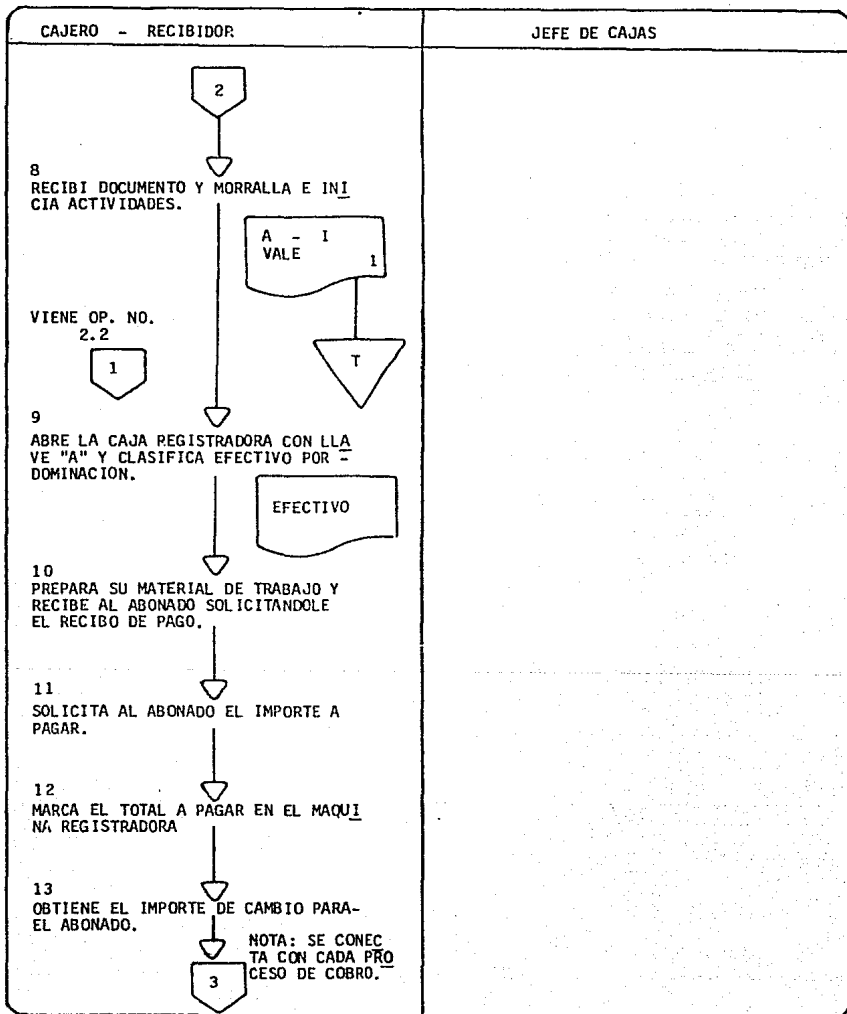 CAJERO - RECIBIDOR
JEFE DE CAJAS
2
8
RECIBI DOCUMENTO Y MORRALLA E INI
CIA ACTIVIDADES.
A - I
VALE
1
T
VIENE OP. NO.
2.2
1
9
ABRE LA CAJA REGISTRADORA CON LLA
VE "A" Y CLASIFICA EFECTIVO POR -
DOMINACION.
EFECTIVO
10
PREPARA SU MATERIAL DE TRABAJO Y
RECIBE AL ABONADO SOLICITANDOLE
EL RECIBO DE PAGO.
11
SOLICITA AL ABONADO EL IMPORTE A
PAGAR.
12
MARCA EL TOTAL A PAGAR EN EL MAQUI
NA REGISTRADORA
13
OBTIENE EL IMPORTE DE CAMBIO PARA-
EL ABONADO.
NOTA: SE CONEC
TA CON CADA PRO
CESO DE COBRO.
3